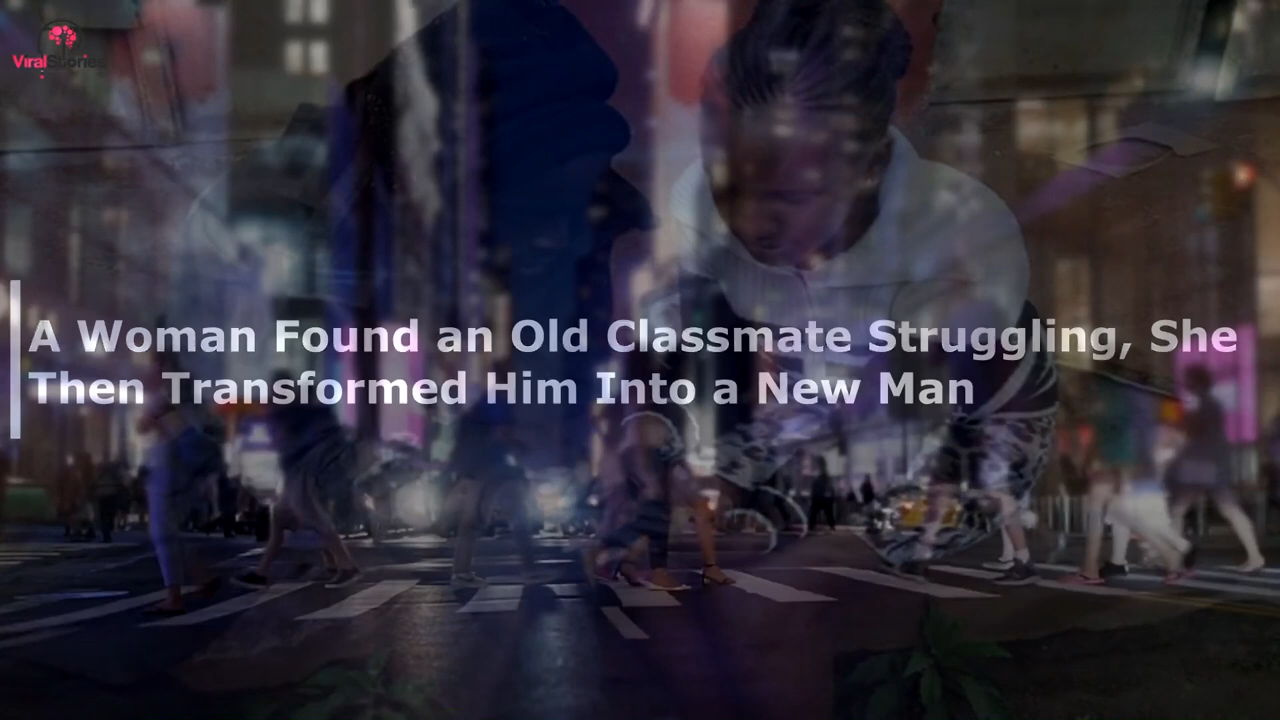 ViralStories
A Woman Found an Old Classmate Struggling, She
Then Transformed Him Into a New Man